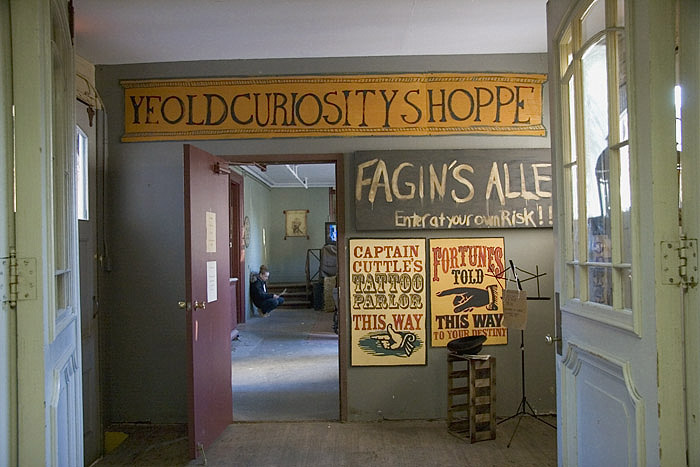 YE OLD CURIOSITY SHOPPE
FAGIN'S ALLE
Enter at your own Risk!!
CAPTAIN
CUTTLE'S
TATTOO
PARLOR
THIS WAY
FORTUNES
TOLD
THIS WAY
TO YOUR DESTINY